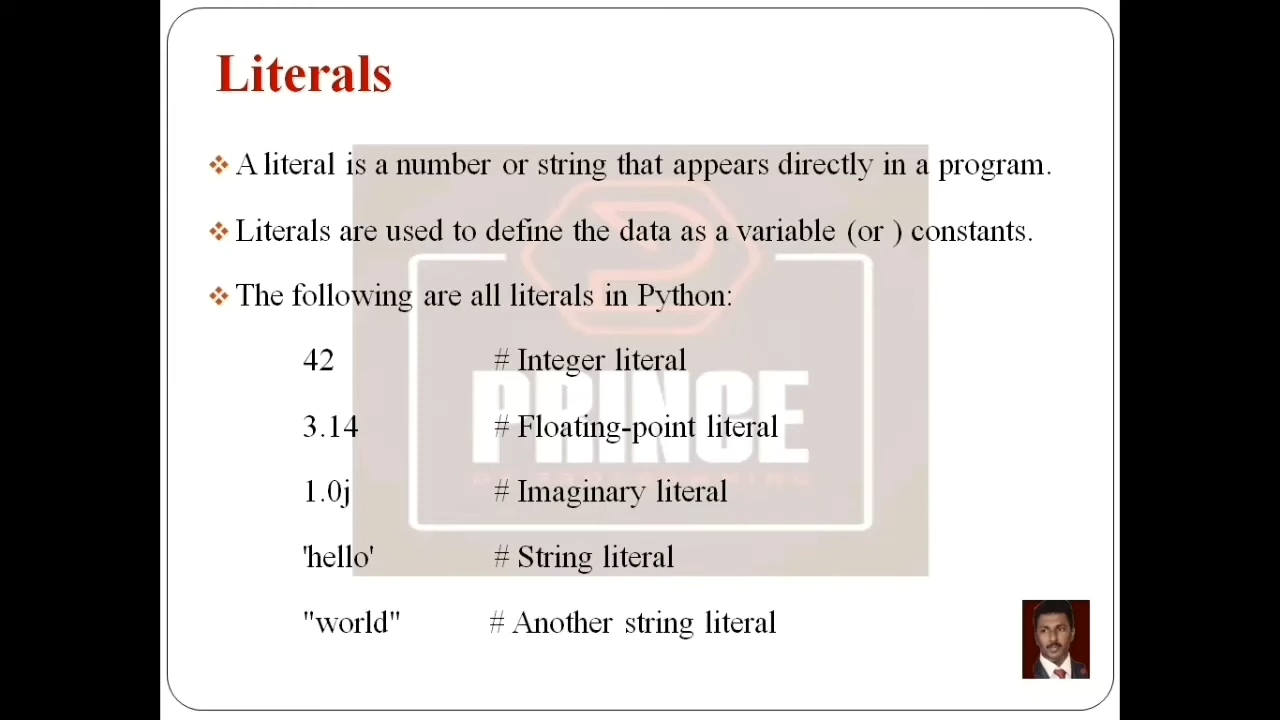 Literals
A literal is a number or string that appears directly in a program.
Literals are used to define the data as a variable (or ) constants.
The following are all literals in Python:
42 # Integer literal
3.14 # Floating-point literal
PRINCE
1.0j # Imaginary literal
'hello' # String literal
"world" # Another string literal